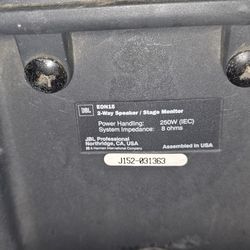 JBL
EON15
2-Way Speaker / Stage Monitor
Power Handling: 250W (IEC)
System Impedance: 8 ohms
JBL Professional
Northridge, CA, USA
A Harman International Company
Assembled in USA
J152-031363